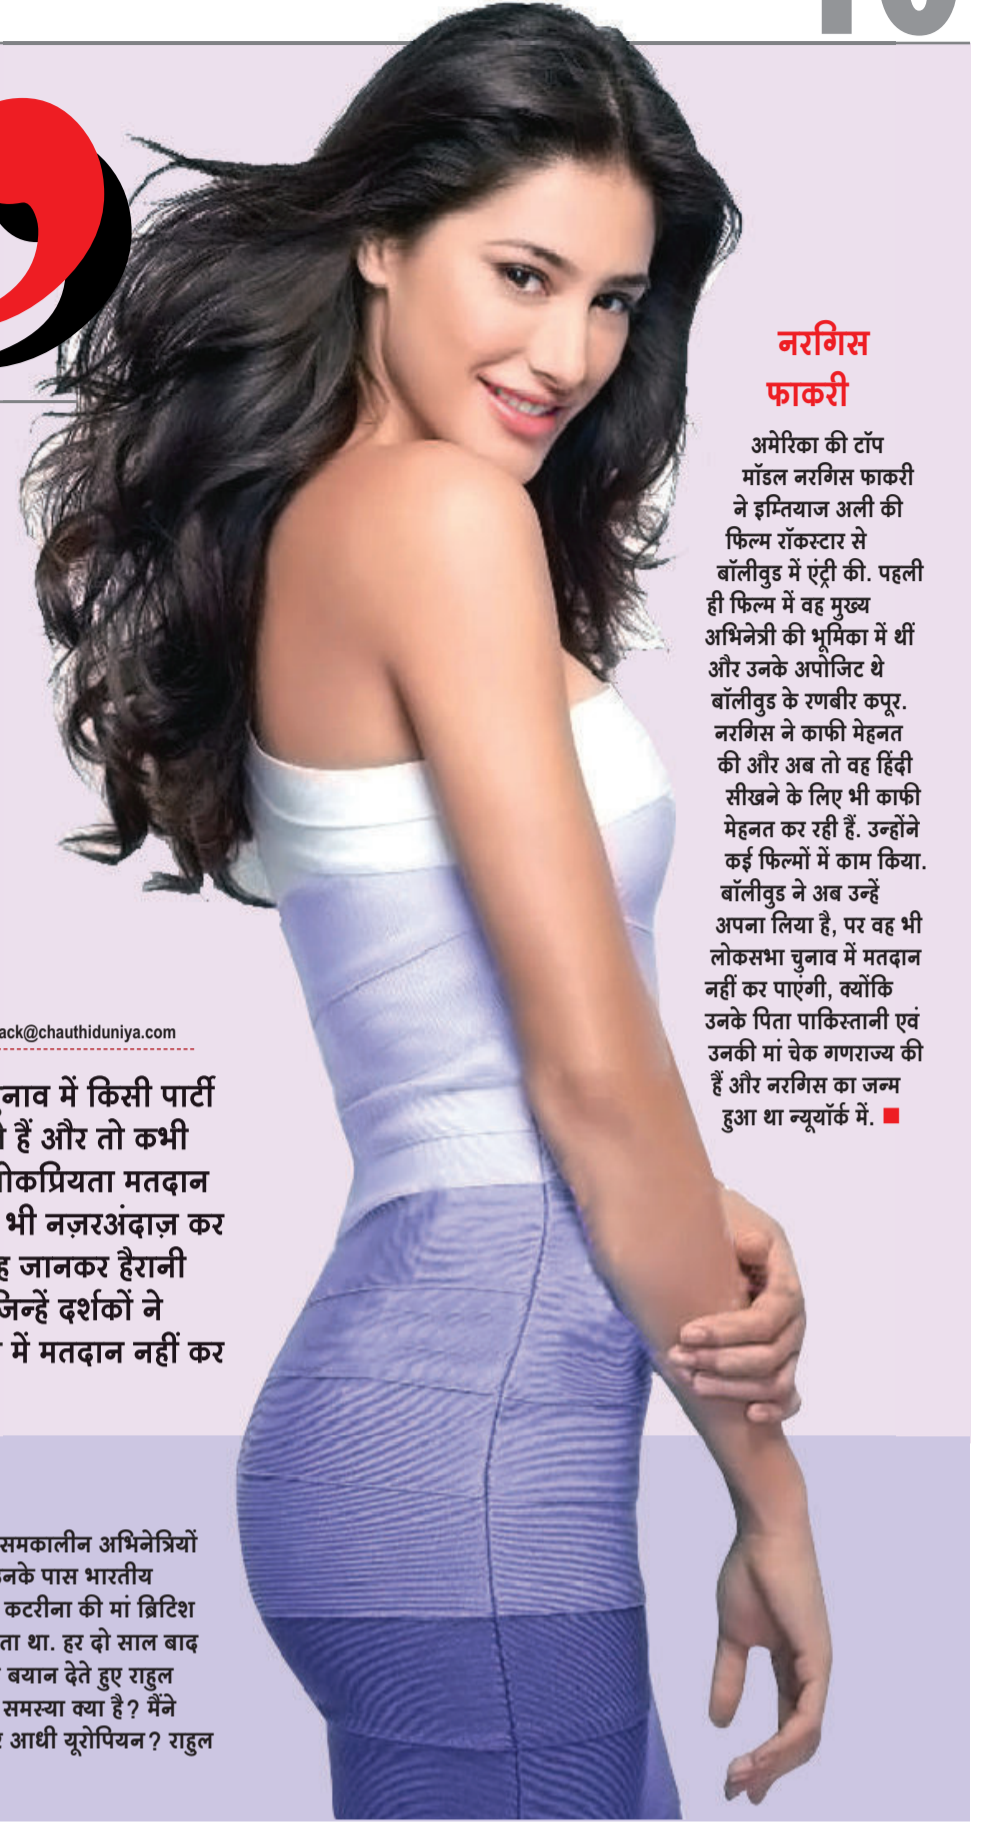 नरगिस
फाकरी
अमेरिका की टॉप
मॉडल नरगिस फाकरी
ने इम्तियाज अली की
फिल्म रॉकस्टार से
बॉलीवुड में एंट्री की. पहली
ही फिल्म में वह मुख्य
अभिनेत्री की भूमिका में थीं
और उनके अपोजिट थे
बॉलीवुड के रणबीर कपूर.
नरगिस ने काफी मेहनत
की और अब तो वह हिंदी
सीखने के लिए भी काफी
मेहनत कर रही हैं. उन्होंने
कई फिल्मों में काम किया.
बॉलीवुड ने अब उन्हें
अपना लिया है, पर वह भी
लोकसभा चुनाव में मतदान
नहीं कर पाएंगी, क्योंकि
उनके पिता पाकिस्तानी एवं
उनकी मां चेक गणराज्य की
हैं और नरगिस का जन्म
हुआ था न्यूयॉर्क में.
ack@chauthiduniya.com
में किसी पार्टी
हैं और तो कभी
मतदान
भी नज़रअंदाज़ कर
जानकर हैरानी
दर्शकों ने
में मतदान नहीं कर
समकालीन अभिनेत्रियों
के पास भारतीय
कटरीना की मां ब्रिटिश
ता था. हर दो साल बाद
बयान देते हुए राहुल
समस्या क्या है? मैंने
आधी यूरोपियन? राहुल